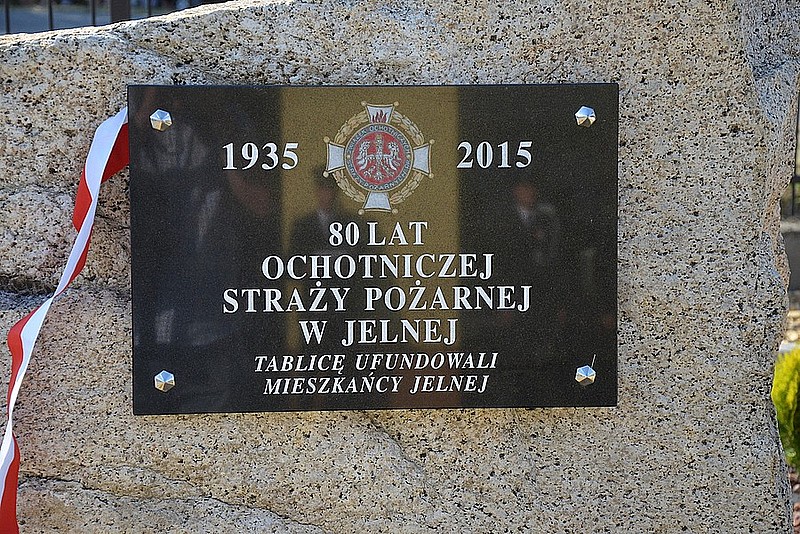 1935 2015
80 LAT
OCHOTNICZEJ
STRAŻY POŻARNEJ
W JELNEJ
TABLICĘ UFUNDOWALI
MIESZKAŃCY JELNEJ